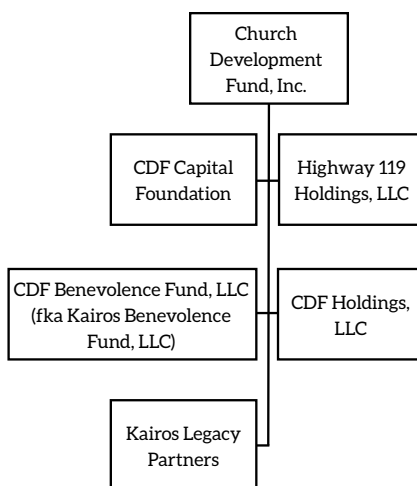 Church
Development
Fund, Inc.
CDF Capital
Foundation
Highway 119
Holdings, LLC
CDF Benevolence Fund, LLC
(fka Kairos Benevolence
Fund, LLC)
CDF Holdings,
LLC
Kairos Legacy
Partners